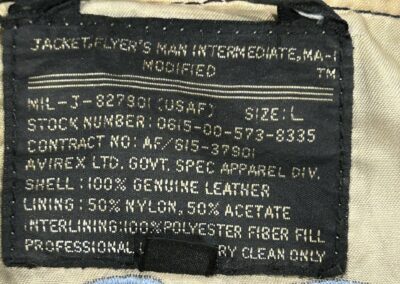 JACKET,FLYER'S MAN INTERMEDIATE,MA-1
MODIFIED TM
MIL-J-827901(USAF) SIZE: L
STOCK NUMBER: 0615-00-573-8335
CONTRACT NO: AF/615-37901
AVIREX LTD. GOVT. SPEC APPAREL DIV.
SHELL: 100% GENUINE LEATHER
LINING: 50% NYLON, 50% ACETATE
INTERLINING:100%POLYESTER FIBER FILL
PROFESSIONAL CLEAN ONLY